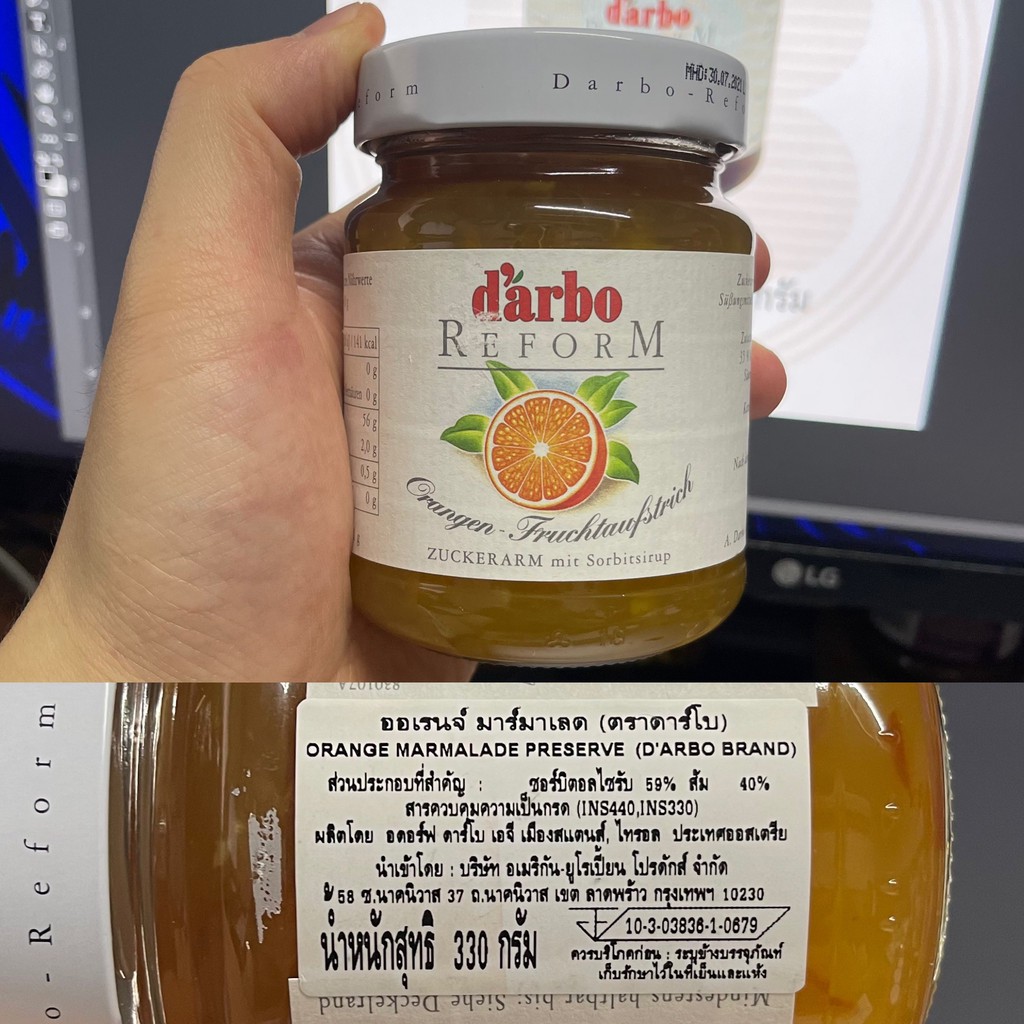 d'arbo
Darbo-Ref
eform
MHD:30.07.202
d'arbo
REFORM
Nährwerte
141 kcal
0 g
0 g
56 g
2,0 g
0,5 g
0 g
Orangen-Fruchtaufstrich
ZUCKERARM mit Sorbitsirup
กรัม
LG
o-Reform
830107A
ออเรนจ์ มาร์มาเลด (ตราดาร์โบ)
ORANGE MARMALADE PRESERVE (D'ARBO BRAND)
ส่วนประกอบที่สำคัญ : ซอร์บิตอลไซรับ 59% ส้ม 40%
สารควบคุมความเป็นกรด (INS440,INS330)
ผลิตโดย อดอร์ฟ ดาร์โบ เอจี เมืองสแตนส์, ไทรอล ประเทศออสเตรีย
นำเข้าโดย : บริษัท อเมริกัน-ยูโรเปี้ยน โปรดักส์ จำกัด
58 ซ.นาคนิวาส 37 ถ.นาคนิวาส เขต ลาดพร้าว กรุงเทพฯ 10230
น้ำหนักสุทธิ 330 กรัม
10-3-03836-1-0679
ควรบริโภคก่อน : ระบุข้างบรรจุภัณฑ์
เก็บรักษาไว้ในที่เย็นและแห้ง
Mindestens haltbar bis: Siehe Deckelrand